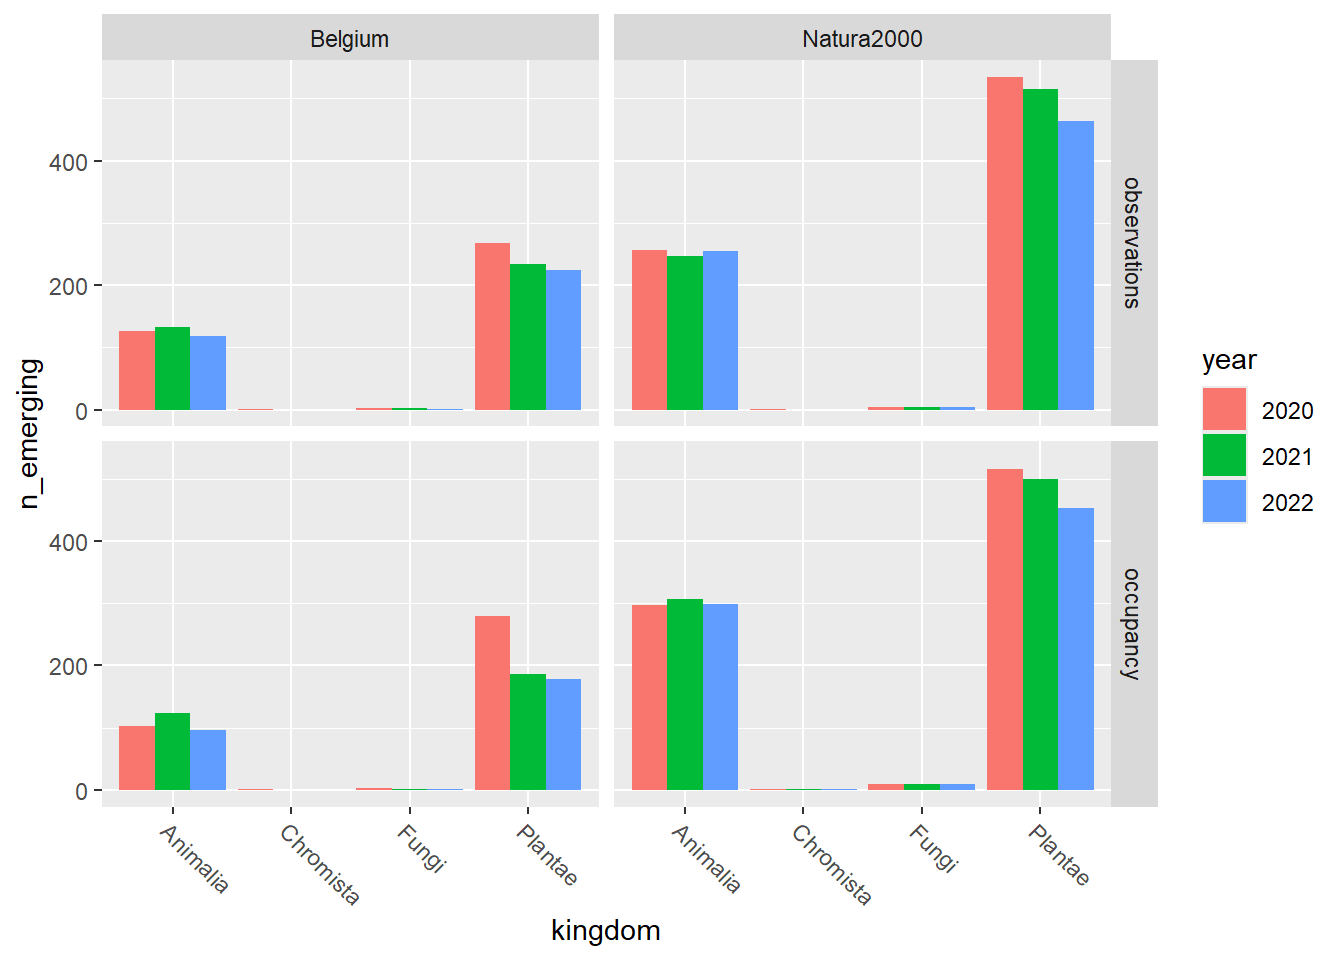 Belgium
Natura2000
400
200
0
observations
400
200
0
occupancy
n_emerging
Animalia
Chromista
Fungi
Plantae
Animalia
Chromista
Fungi
Plantae
kingdom
year
2020
2021
2022